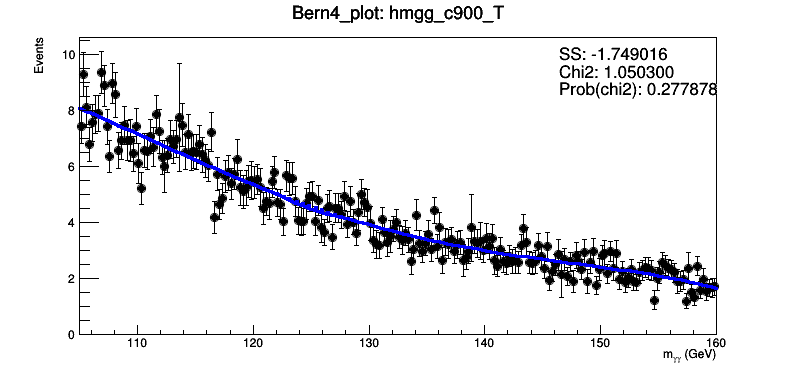 Bern4_plot: hmgg_c900_T
Events
SS: -1.749016
Chi2: 1.050300
Prob(chi2): 0.277878
10
8
6
4
2
0
110 120 130 140 150 160
m_γγ (GeV)